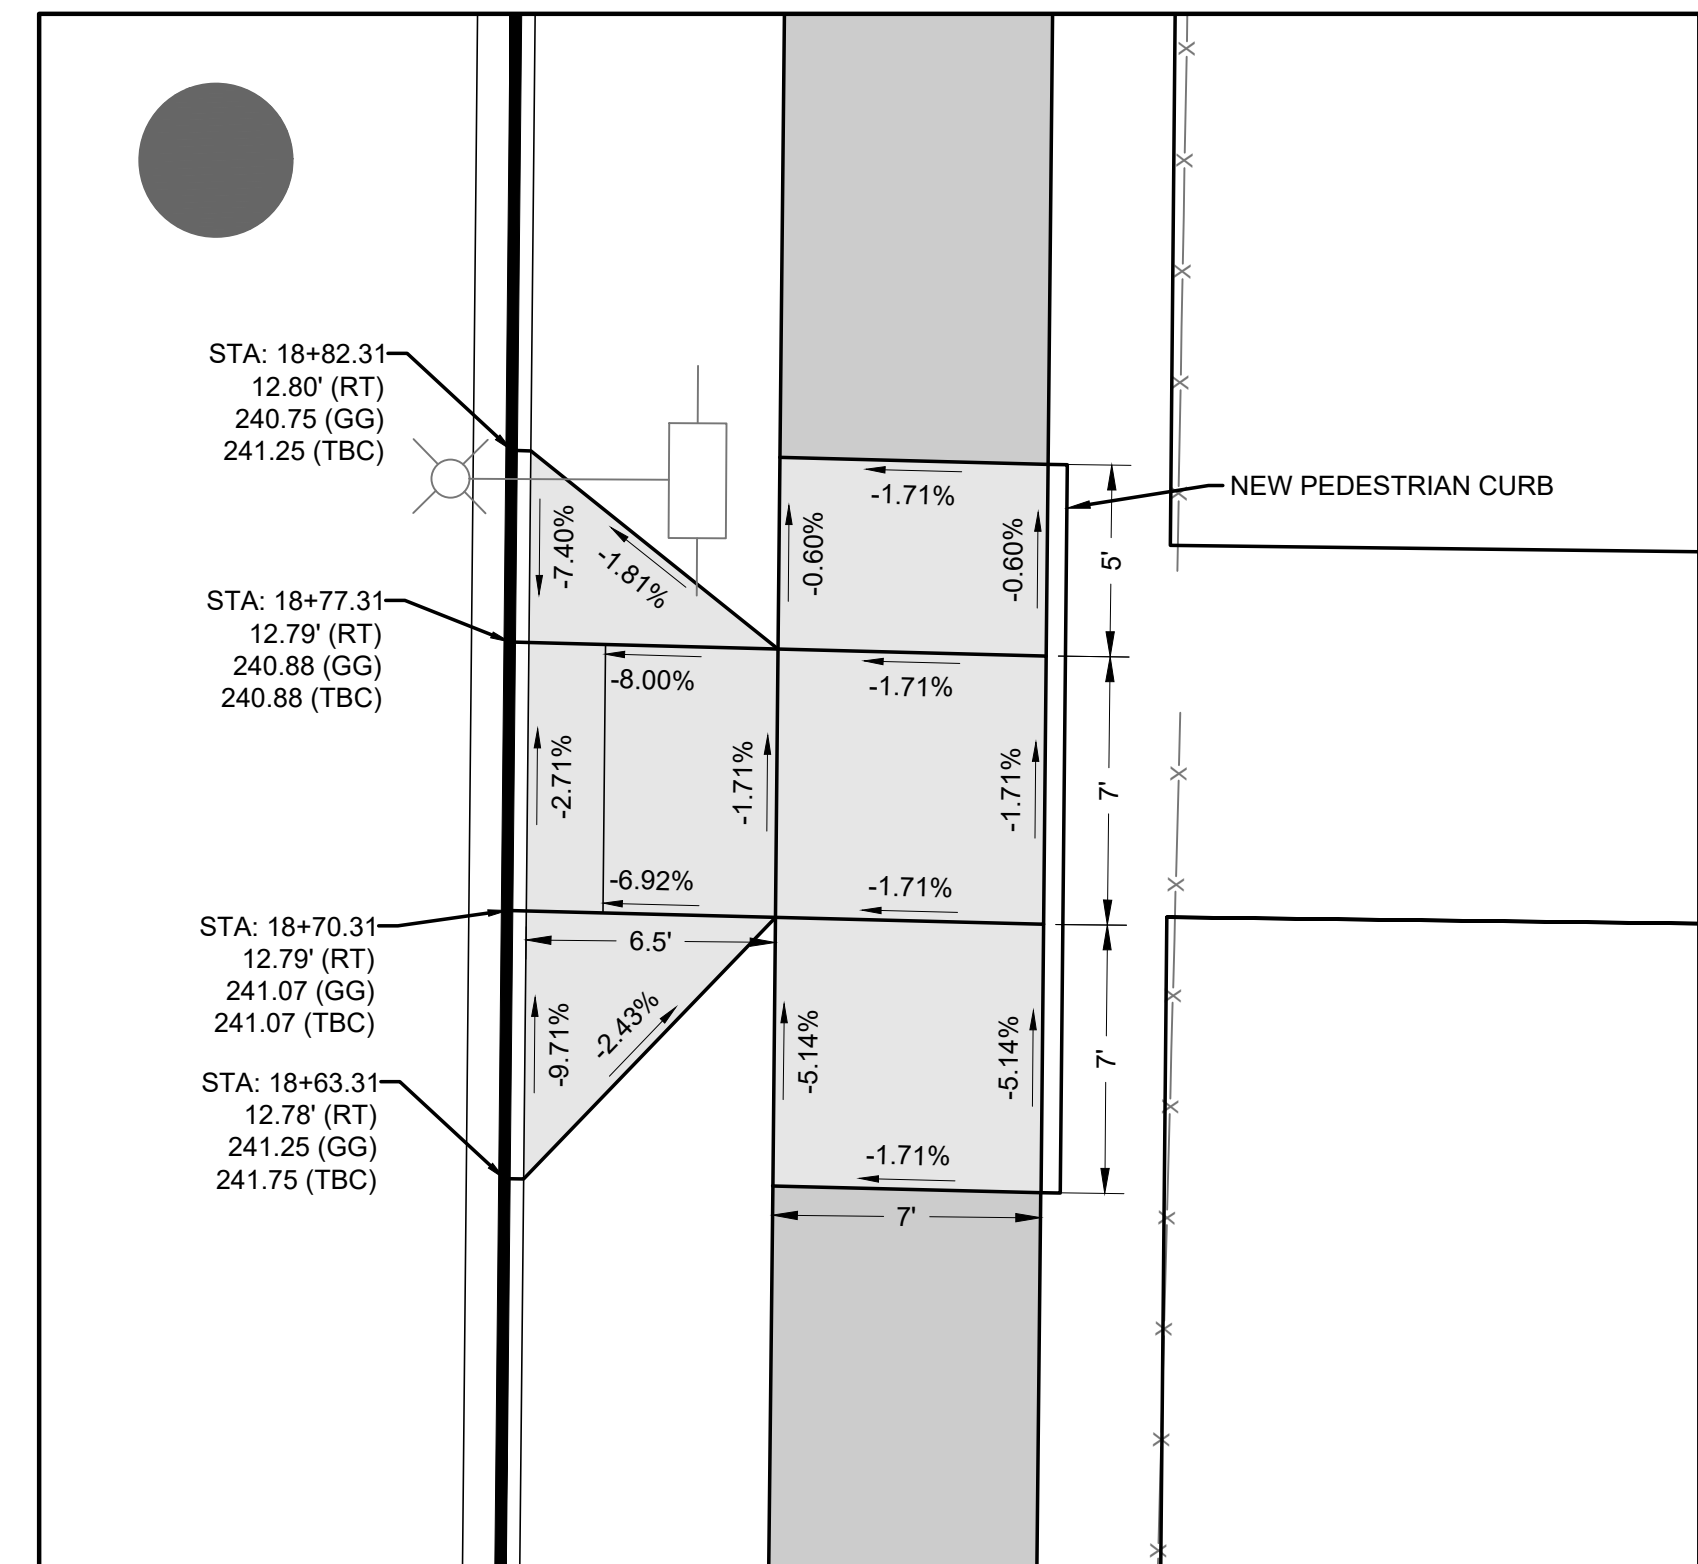 STA: 18+82.31
12.80' (RT)
240.75 (GG)
241.25 (TBC)
NEW PEDESTRIAN CURB
-1.71%
-7.40%
-1.81%
-0.60%
-0.60%
5'
STA: 18+77.31
12.79' (RT)
240.88 (GG)
240.88 (TBC)
-8.00%
-1.71%
-2.71%
-1.71%
-1.71%
7'
-6.92%
-1.71%
STA: 18+70.31
12.79' (RT)
241.07 (GG)
241.07 (TBC)
6.5'
-9.71%
-2.43%
-5.14%
-5.14%
7'
STA: 18+63.31
12.78' (RT)
241.25 (GG)
241.75 (TBC)
-1.71%
7'